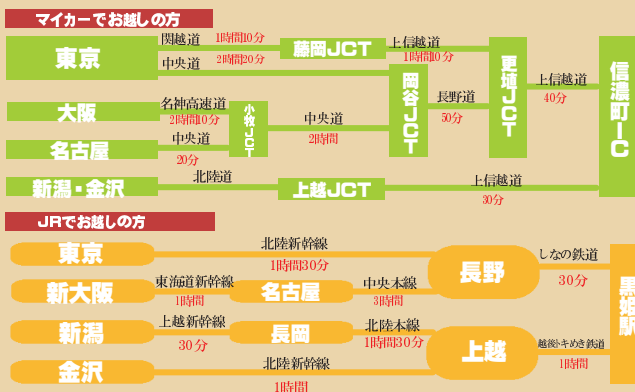 マイカーでお越しの方
東京
関越道
1時間10分
藤岡JCT
上信越道
1時間10分
中央道
2時間20分
岡谷JCT
更埴JCT
上信越道
40分
信濃町IC
大阪
名神高速道
2時間10分
小牧JCT
中央道
2時間
長野道
50分
名古屋
中央道
20分
新潟・金沢
北陸道
上越JCT
上信越道
30分
JRでお越しの方
東京
北陸新幹線
1時間30分
長野
しなの鉄道
30分
黒姫駅
新大阪
東海道新幹線
1時間
名古屋
中央本線
3時間
新潟
上越新幹線
30分
長岡
北陸本線
1時間30分
上越
越後トキめき鉄道
1時間
金沢
北陸新幹線
1時間